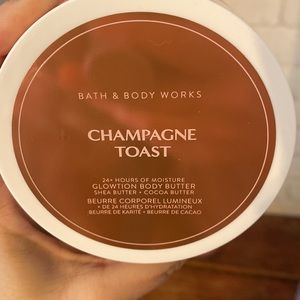 BATH & BODY WORKS
CHAMPAGNE
TOAST
24+ HOURS OF MOISTURE
GLOWTION BODY BUTTER
SHEA BUTTER + COCOA BUTTER
BEURRE CORPOREL LUMINEUX
+ DE 24 HEURES D'HYDRATATION
BEURRE DE KARITÉ + BEURRE DE CACAO